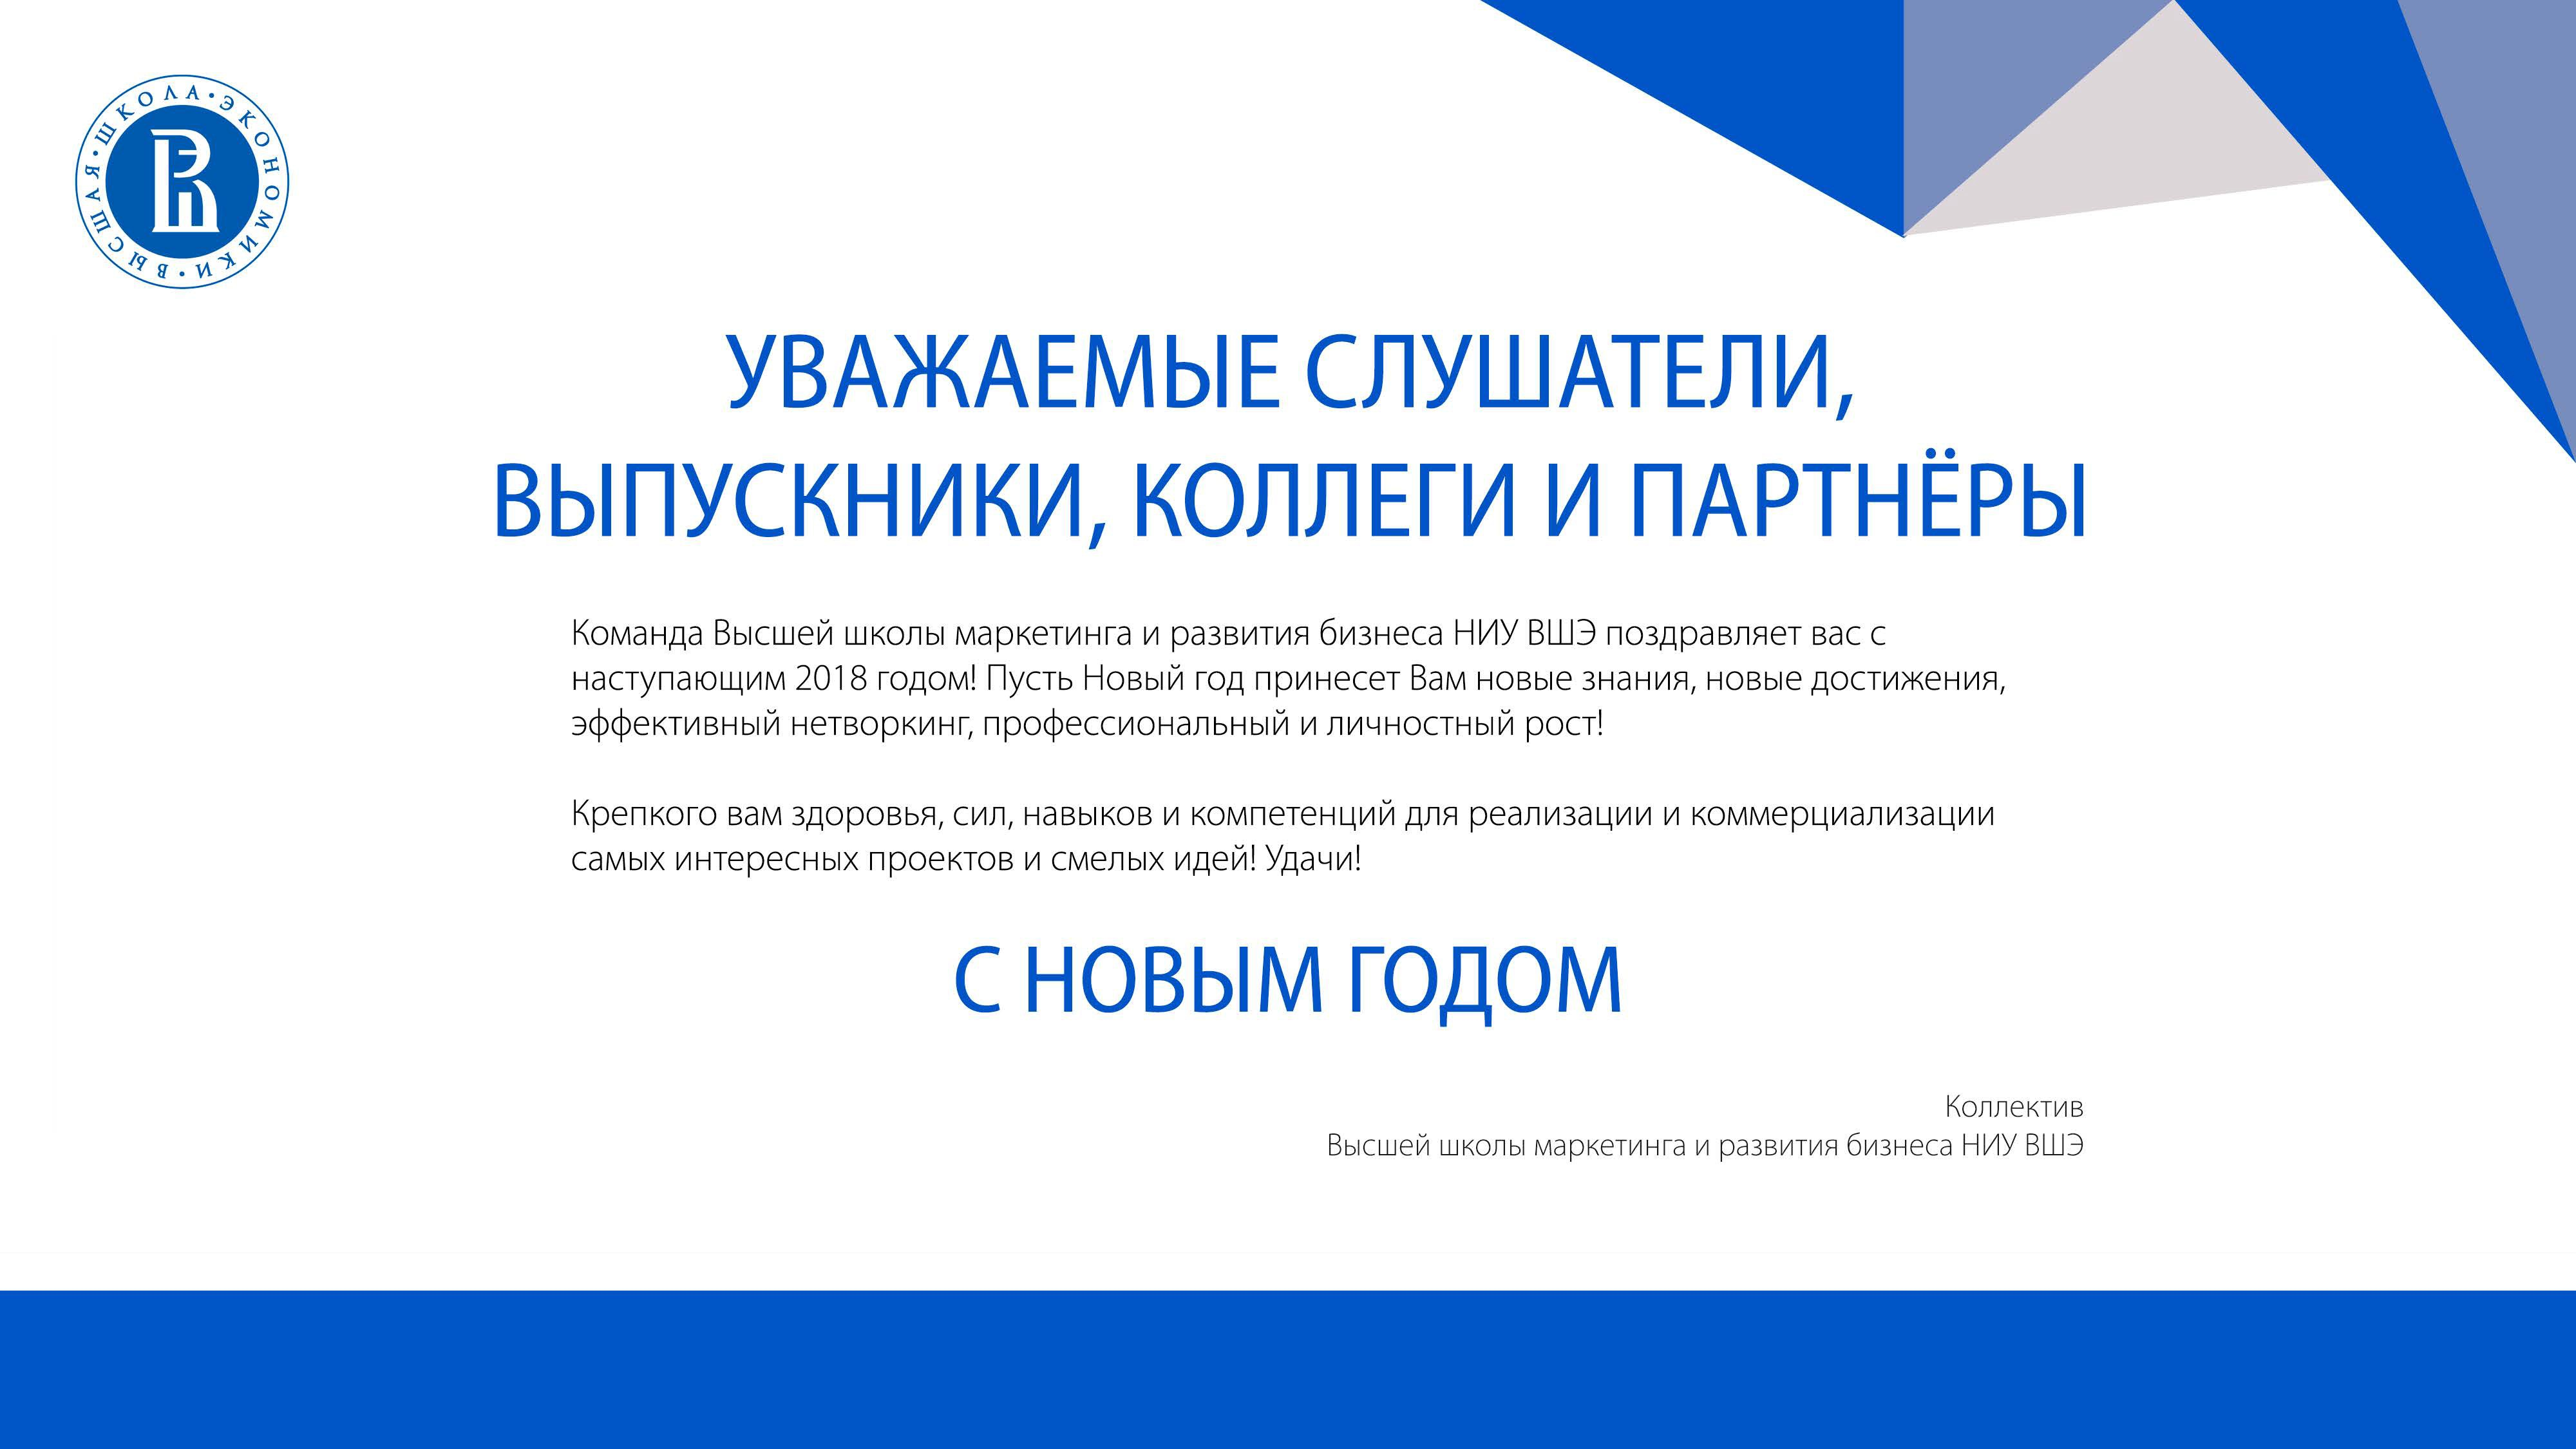 ВЫСШАЯ • ШКОЛА • ЭКОНОМИКИ •
УВАЖАЕМЫЕ СЛУШАТЕЛИ,
ВЫПУСКНИКИ, КОЛЛЕГИ И ПАРТНЁРЫ
Команда Высшей школы маркетинга и развития бизнеса НИУ ВШЭ поздравляет вас с
наступающим 2018 годом! Пусть Новый год принесет Вам новые знания, новые достижения,
эффективный нетворкинг, профессиональный и личностный рост!
Крепкого вам здоровья, сил, навыков и компетенций для реализации и коммерциализации
самых интересных проектов и смелых идей! Удачи!
С НОВЫМ ГОДОМ
Коллектив
Высшей школы маркетинга и развития бизнеса НИУ ВШЭ